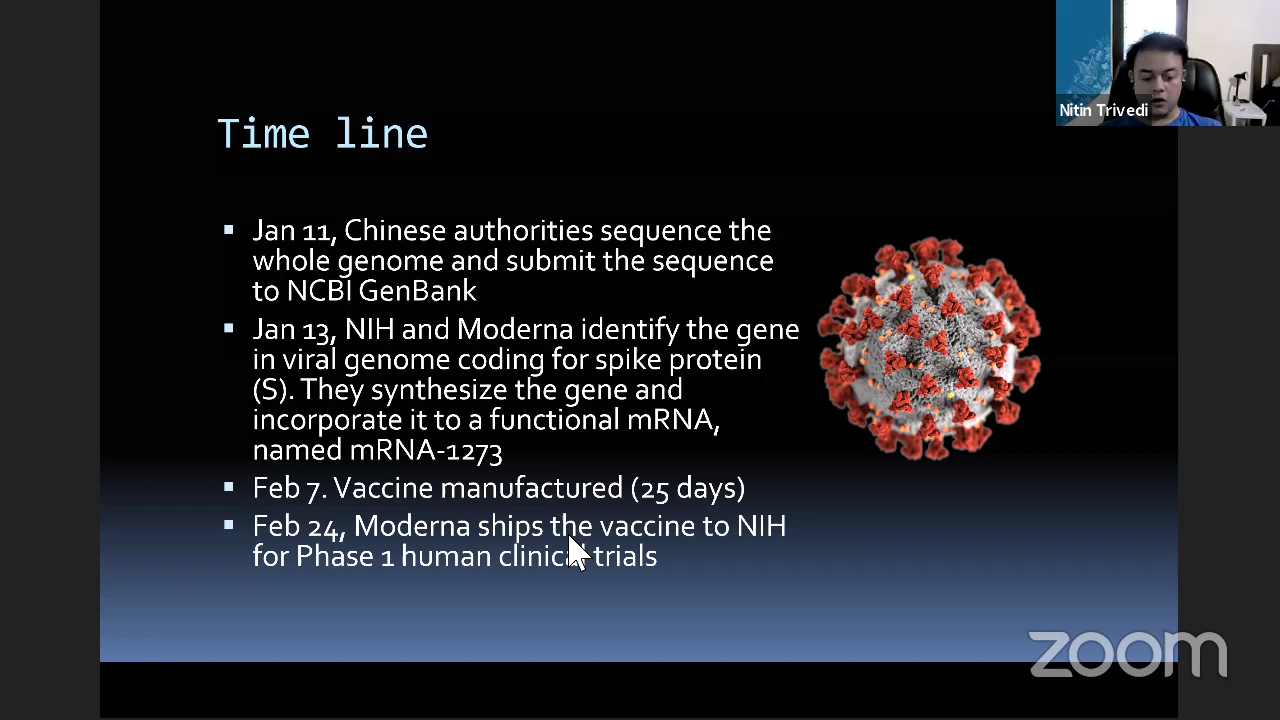 Nitin Trivedi
Time line
Jan 11, Chinese authorities sequence the
whole genome and submit the sequence
to NCBI GenBank
Jan 13, NIH and Moderna identify the gene
in viral genome coding for spike protein
(S). They synthesize the gene and
incorporate it to a functional mRNA,
named mRNA-1273
Feb 7. Vaccine manufactured (25 days)
Feb 24, Moderna ships the vaccine to NIH
for Phase 1 human clinical trials
zoom